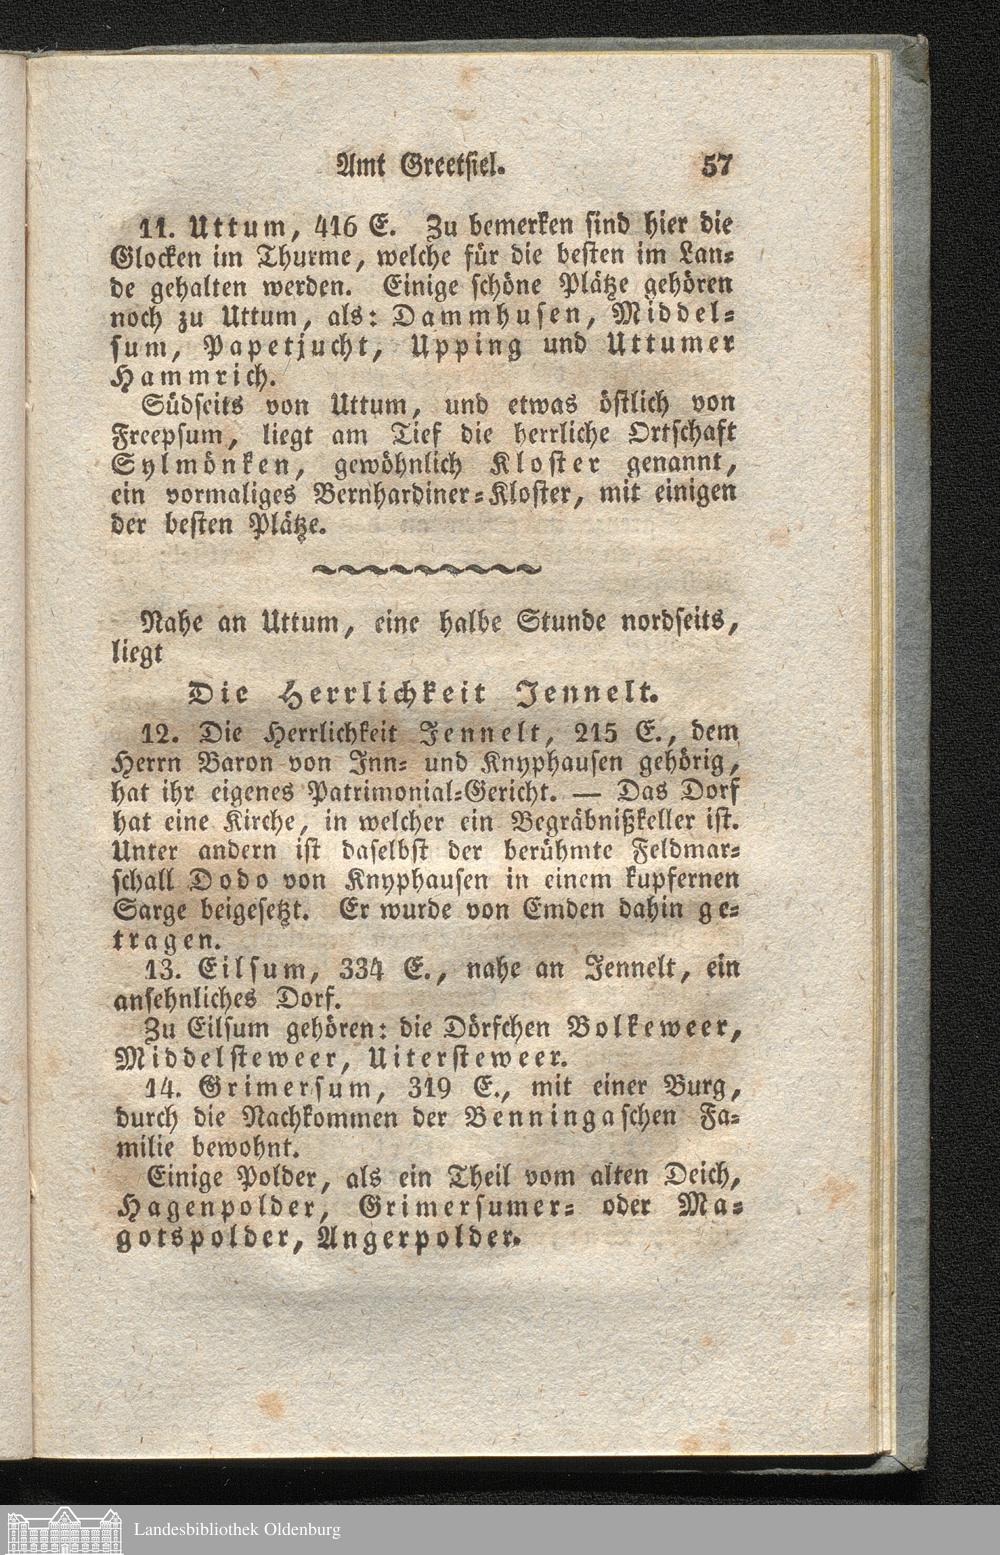 Amt Greetsiel. 57
11. Uttum, 416 E. Zu bemerken sind hier die
Glocken im Thurme, welche für die besten im Lan-
de gehalten werden. Einige schöne Plätze gehören
noch zu Uttum, als: Dammhusen, Middel-
sum, Papetjucht, Upping und Uttumer
Hammrich.
Südseits von Uttum, und etwas östlich von
Freepsum, liegt am Tief die herrliche Ortschaft
Sylmönken, gewöhnlich Kloster genannt,
ein vormaliges Bernhardiner-Kloster, mit einigen
der besten Plätze.
Nahe an Uttum, eine halbe Stunde nordseits,
liegt
Die Herrlichkeit Jennelt.
12. Die Herrlichkeit Jennelt, 215 E., dem
Herrn Baron von Inn- und Knyphausen gehörig,
hat ihr eigenes Patrimonial-Gericht. — Das Dorf
hat eine Kirche, in welcher ein Begräbnißkeller ist.
Unter andern ist daselbst der berühmte Feldmar-
schall Dodo von Knyphausen in einem kupfernen
Sarge beigesetzt. Er wurde von Emden dahin ge-
tragen.
13. Eilsum, 334 E., nahe an Jennelt, ein
ansehnliches Dorf.
Zu Eilsum gehören: die Dörfchen Bolkeweer,
Middelsteweer, Uitersteweer.
14. Grimersum, 319 E., mit einer Burg,
durch die Nachkommen der Benningaschen Fa-
milie bewohnt.
Einige Polder, als ein Theil vom alten Deich,
Hagenpolder, Grimersumer- oder Ma-
gotspolder, Angerpolder.
Landesbibliothek Oldenburg